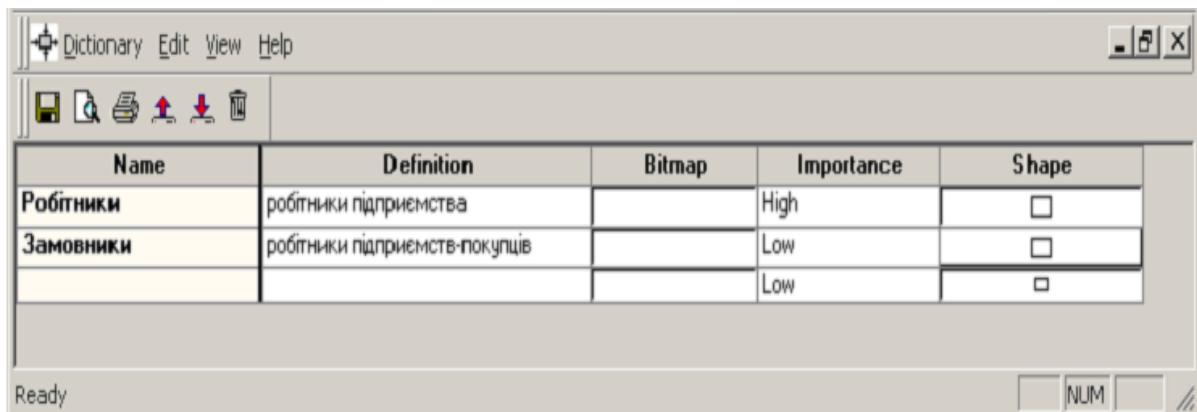 Dictionary Edit View Help
Name Definition Bitmap Importance Shape
Робітники робітники підприємства High
Замовники робітники підприємств-покупців Low
Low
Ready NUM